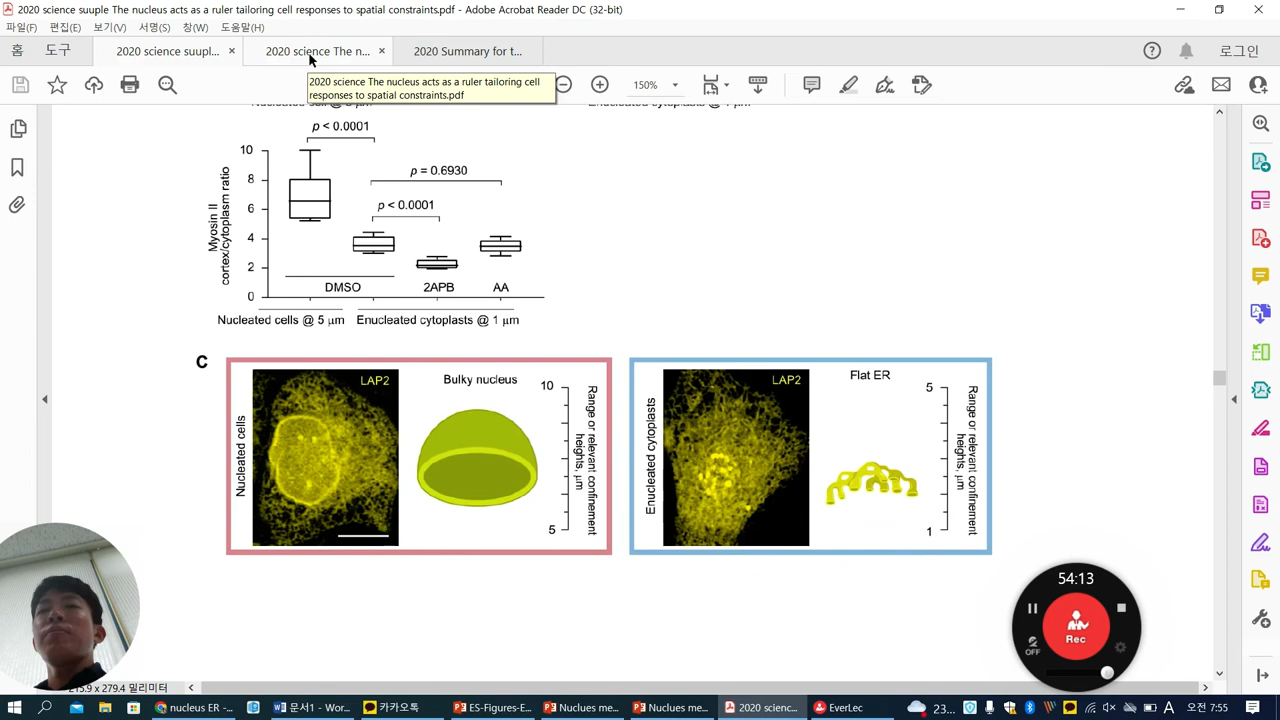 2020 science suuple The nucleus acts as a ruler tailoring cell responses to spatial constraints.pdf - Adobe Acrobat Reader DC (32-bit)
파일(F) 편집(E) 보기(V) 서명(S) 창(W) 도움말(H)
홈 도구 2020 science suupl... × 2020 science The n... × 2020 Summary for t... 로그인
2020 science The nucleus acts as a ruler tailoring cell
responses to spatial constraints.pdf
150%
p < 0.0001
p = 0.6930
p < 0.0001
Myosin II
cortex/cytoplasm ratio
10
8
6
4
2
0
DMSO 2APB AA
Nucleated cells @ 5 μm Enucleated cytoplasts @ 1 μm
C
Nucleated cells
LAP2
Bulky nucleus
10
5
Range or relevant confinement
heights, μm
Enucleated cytoplasts
LAP2
Flat ER
5
1
Range or relevant confinement
heights, μm
54:13
Rec
OFF
215.9 x 279.4 밀리미터
nucleus ER -... 문서1 - Wor... 카카오톡 ES-Figures-E... Nuclues me... Nuclues me... 2020 scienc... EverLec 23... A 오전 7:55